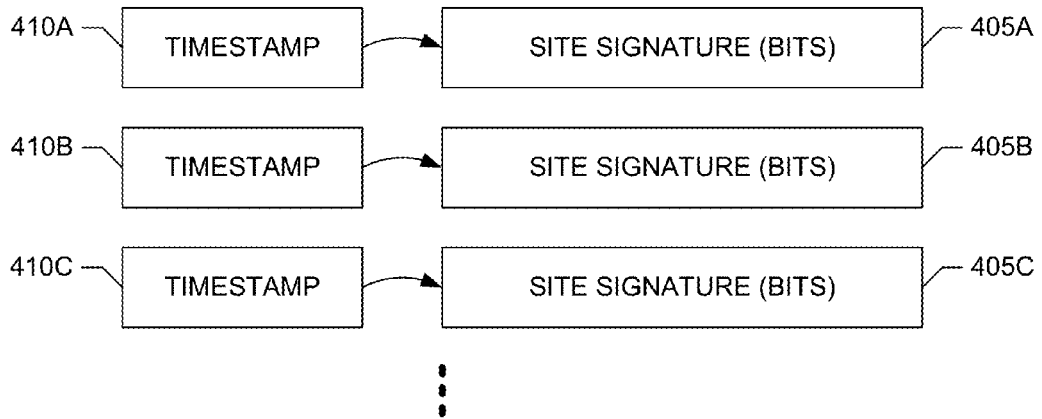 410A TIMESTAMP SITE SIGNATURE (BITS) 405A
410B TIMESTAMP SITE SIGNATURE (BITS) 405B
410C TIMESTAMP SITE SIGNATURE (BITS) 405C